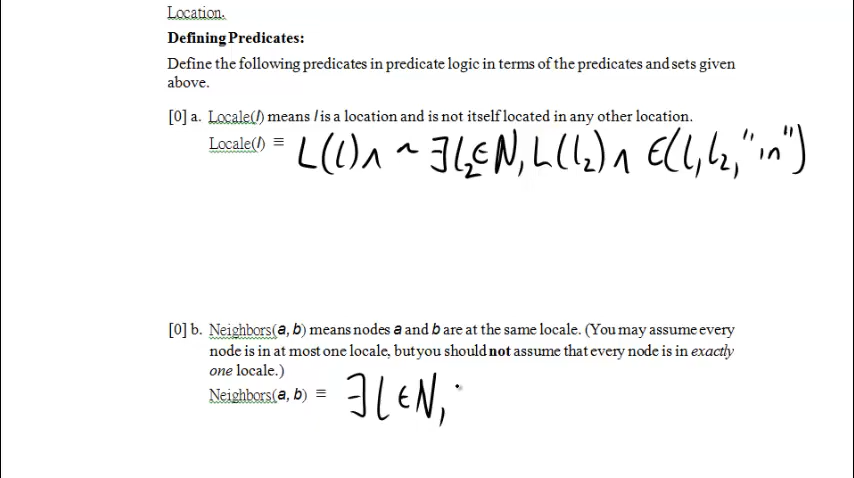 Location.
Defining Predicates:
Define the following predicates in predicate logic in terms of the predicates and sets given
above.
[0] a. Locale(l) means l is a location and is not itself located in any other location.
Locale(l) ≡ L(l) ∧ ~ ∃l₂∈N, L(l₂) ∧ E(l, l₂, "in")
[0] b. Neighbors(a, b) means nodes a and b are at the same locale. (You may assume every
node is in at most one locale, but you should not assume that every node is in exactly
one locale.)
Neighbors(a, b) ≡ ∃l∈N,